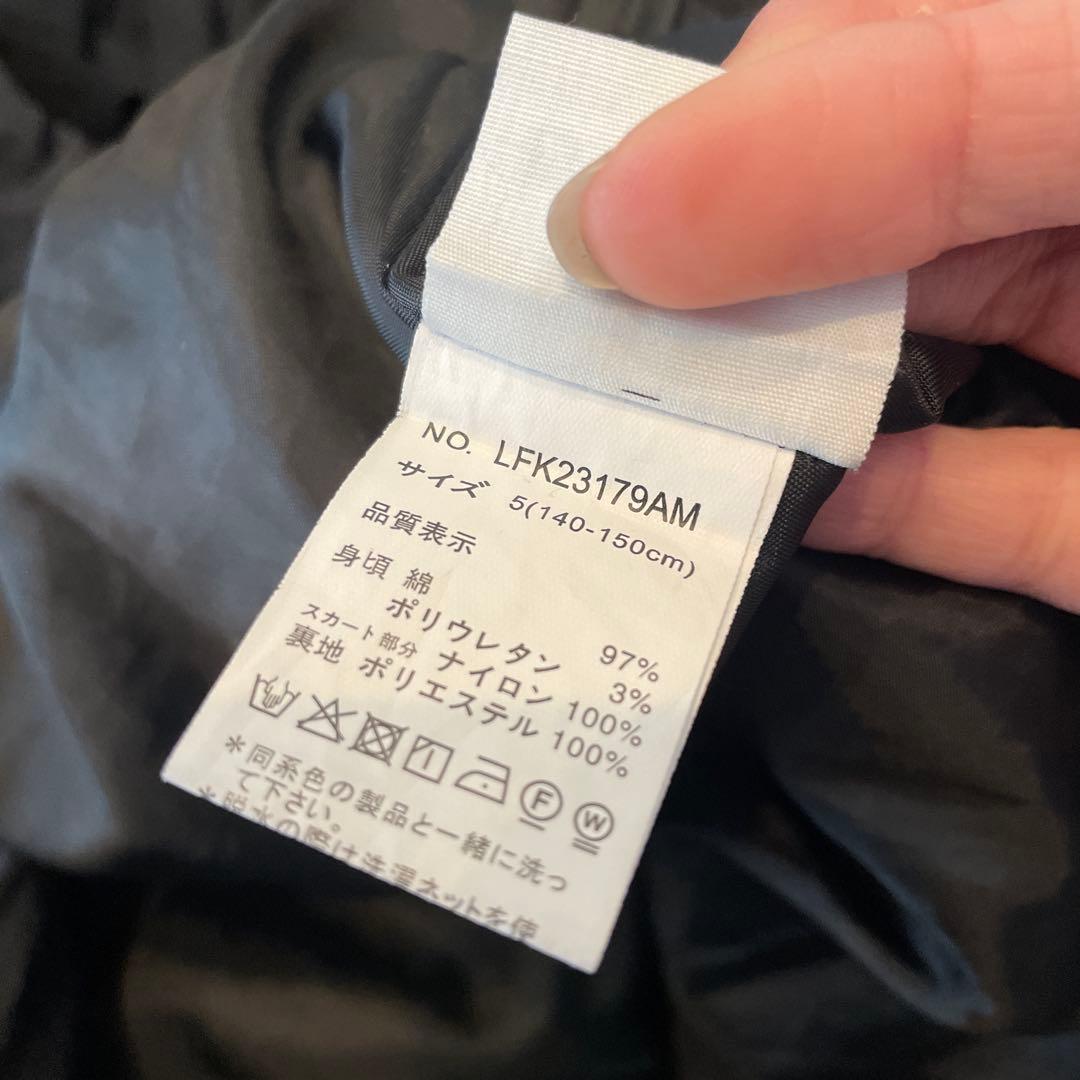 NO. LFK23179AM
サイズ 5(140-150cm)
品質表示
身頃 綿 97%
ポリウレタン 3%
スカート部分 ナイロン 100%
裏地 ポリエステル 100%
F W
*同系色の製品と一緒に洗っ
て下さい。
*脱水の際は洗濯ネットを使